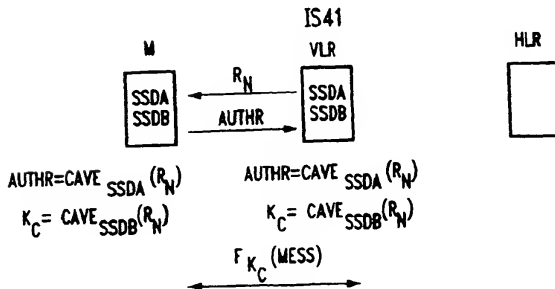 IS41
M VLR HLR
R_N
SSDA SSDB
SSDA SSDB
AUTHR
AUTHR=CAVE_SSDA(R_N)
K_C= CAVE_SSDB(R_N)
AUTHR=CAVE_SSDA(R_N)
K_C= CAVE_SSDB(R_N)
F_K_C(MESS)